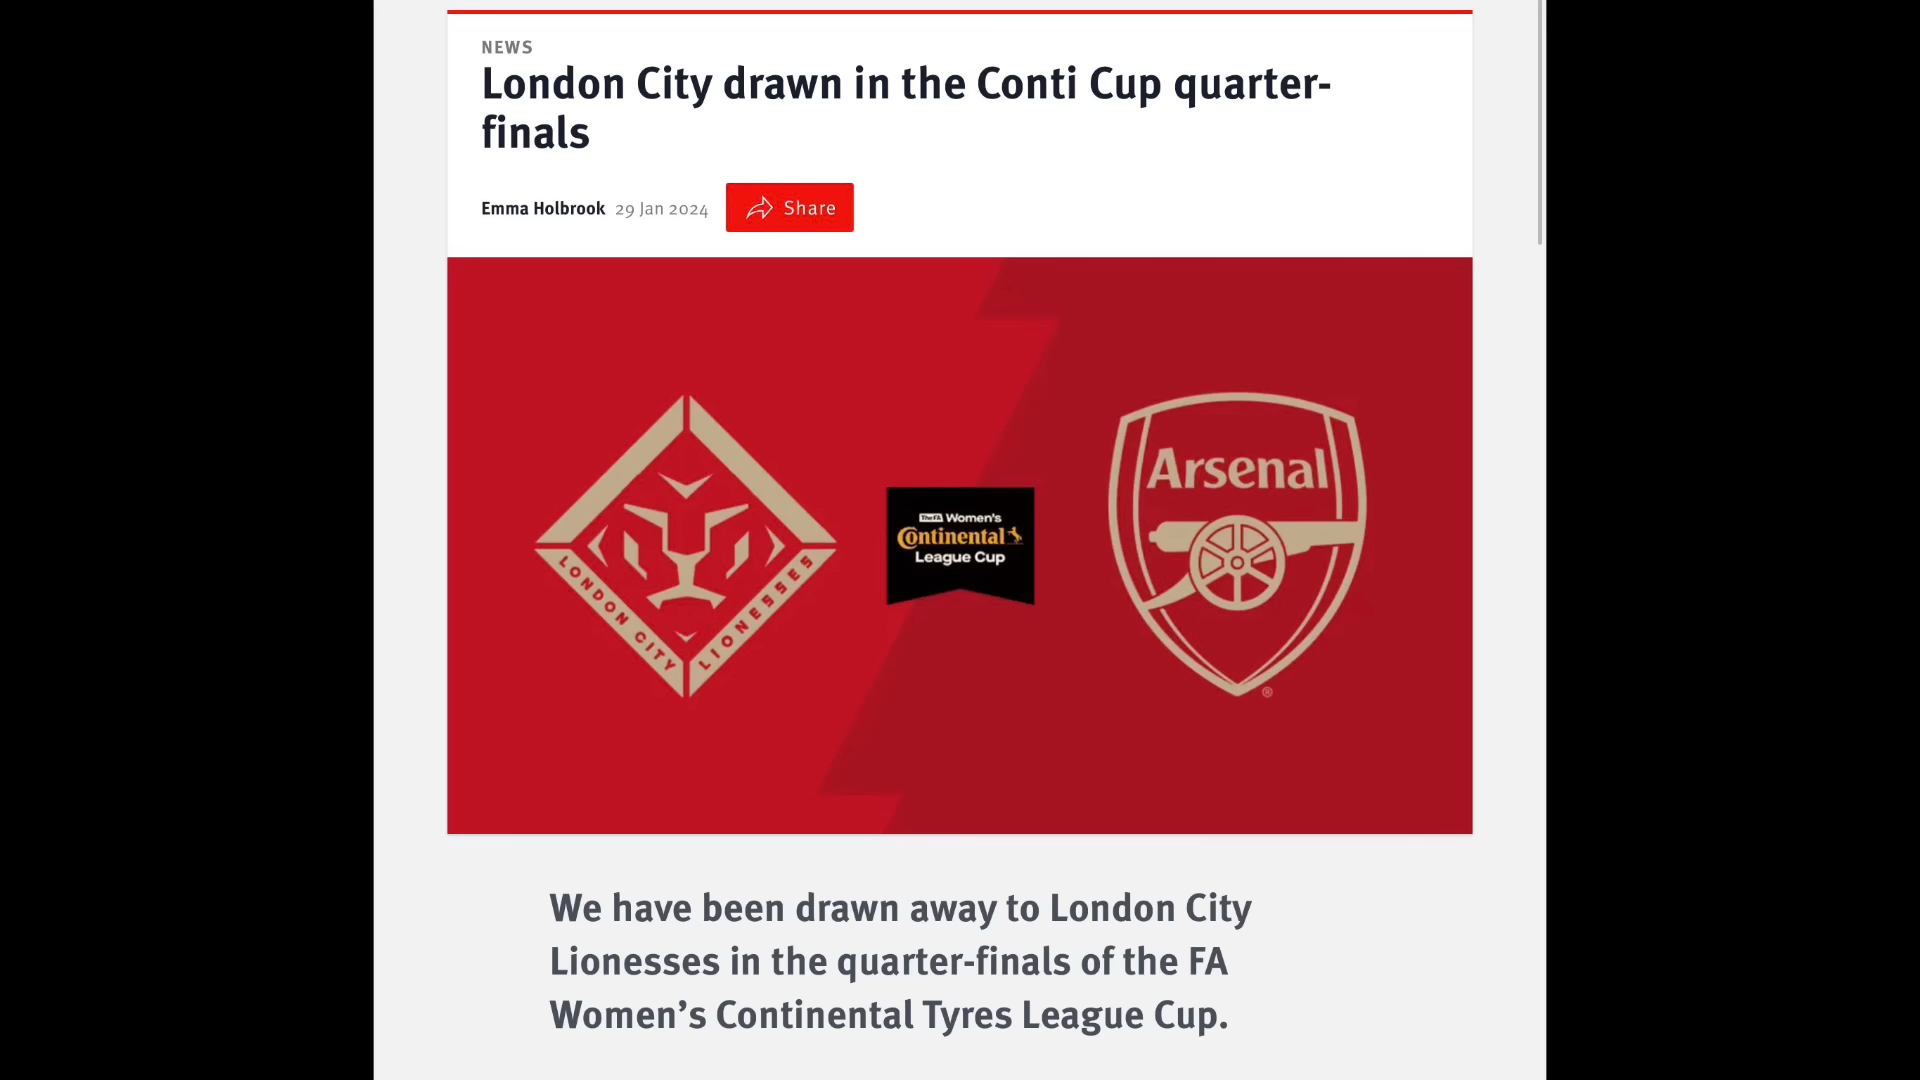 NEWS
London City drawn in the Conti Cup quarter-
finals
Emma Holbrook 29 Jan 2024 Share
LONDON CITY LIONESSES
The FA Women's
Continental
League Cup
Arsenal
®
We have been drawn away to London City
Lionesses in the quarter-finals of the FA
Women’s Continental Tyres League Cup.